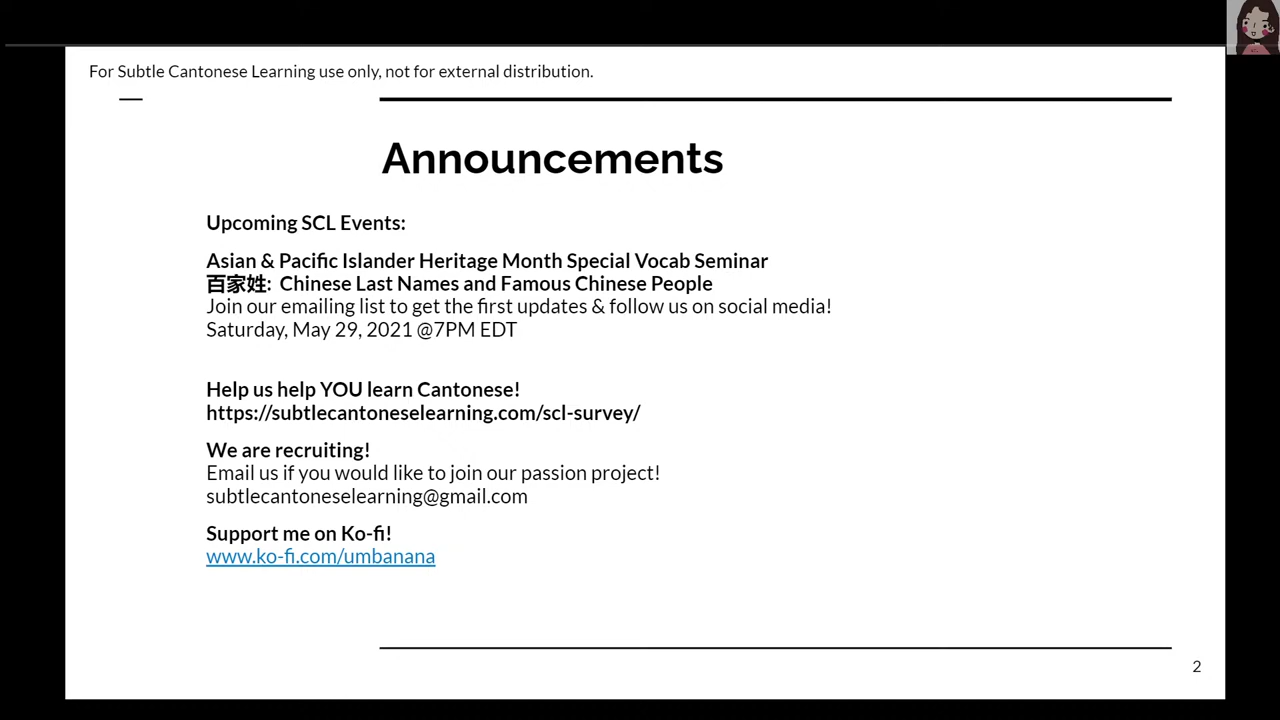 For Subtle Cantonese Learning use only, not for external distribution.
Announcements
Upcoming SCL Events:
Asian & Pacific Islander Heritage Month Special Vocab Seminar
百家姓: Chinese Last Names and Famous Chinese People
Join our emailing list to get the first updates & follow us on social media!
Saturday, May 29, 2021 @7PM EDT
Help us help YOU learn Cantonese!
https://subtlecantoneselearning.com/scl-survey/
We are recruiting!
Email us if you would like to join our passion project!
subtlecantoneselearning@gmail.com
Support me on Ko-fi!
www.ko-fi.com/umbanana
2